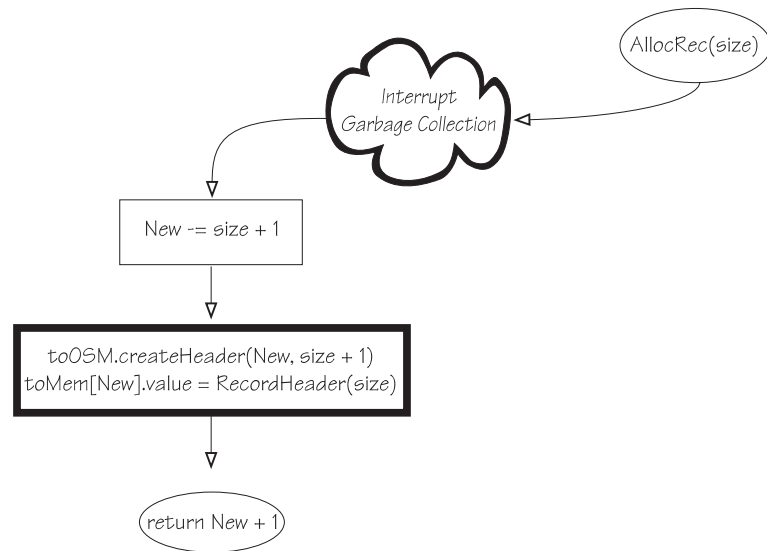 AllocRec(size)
Interrupt
Garbage Collection
New -= size + 1
toOSM.createHeader(New, size + 1)
toMem[New].value = RecordHeader(size)
return New + 1